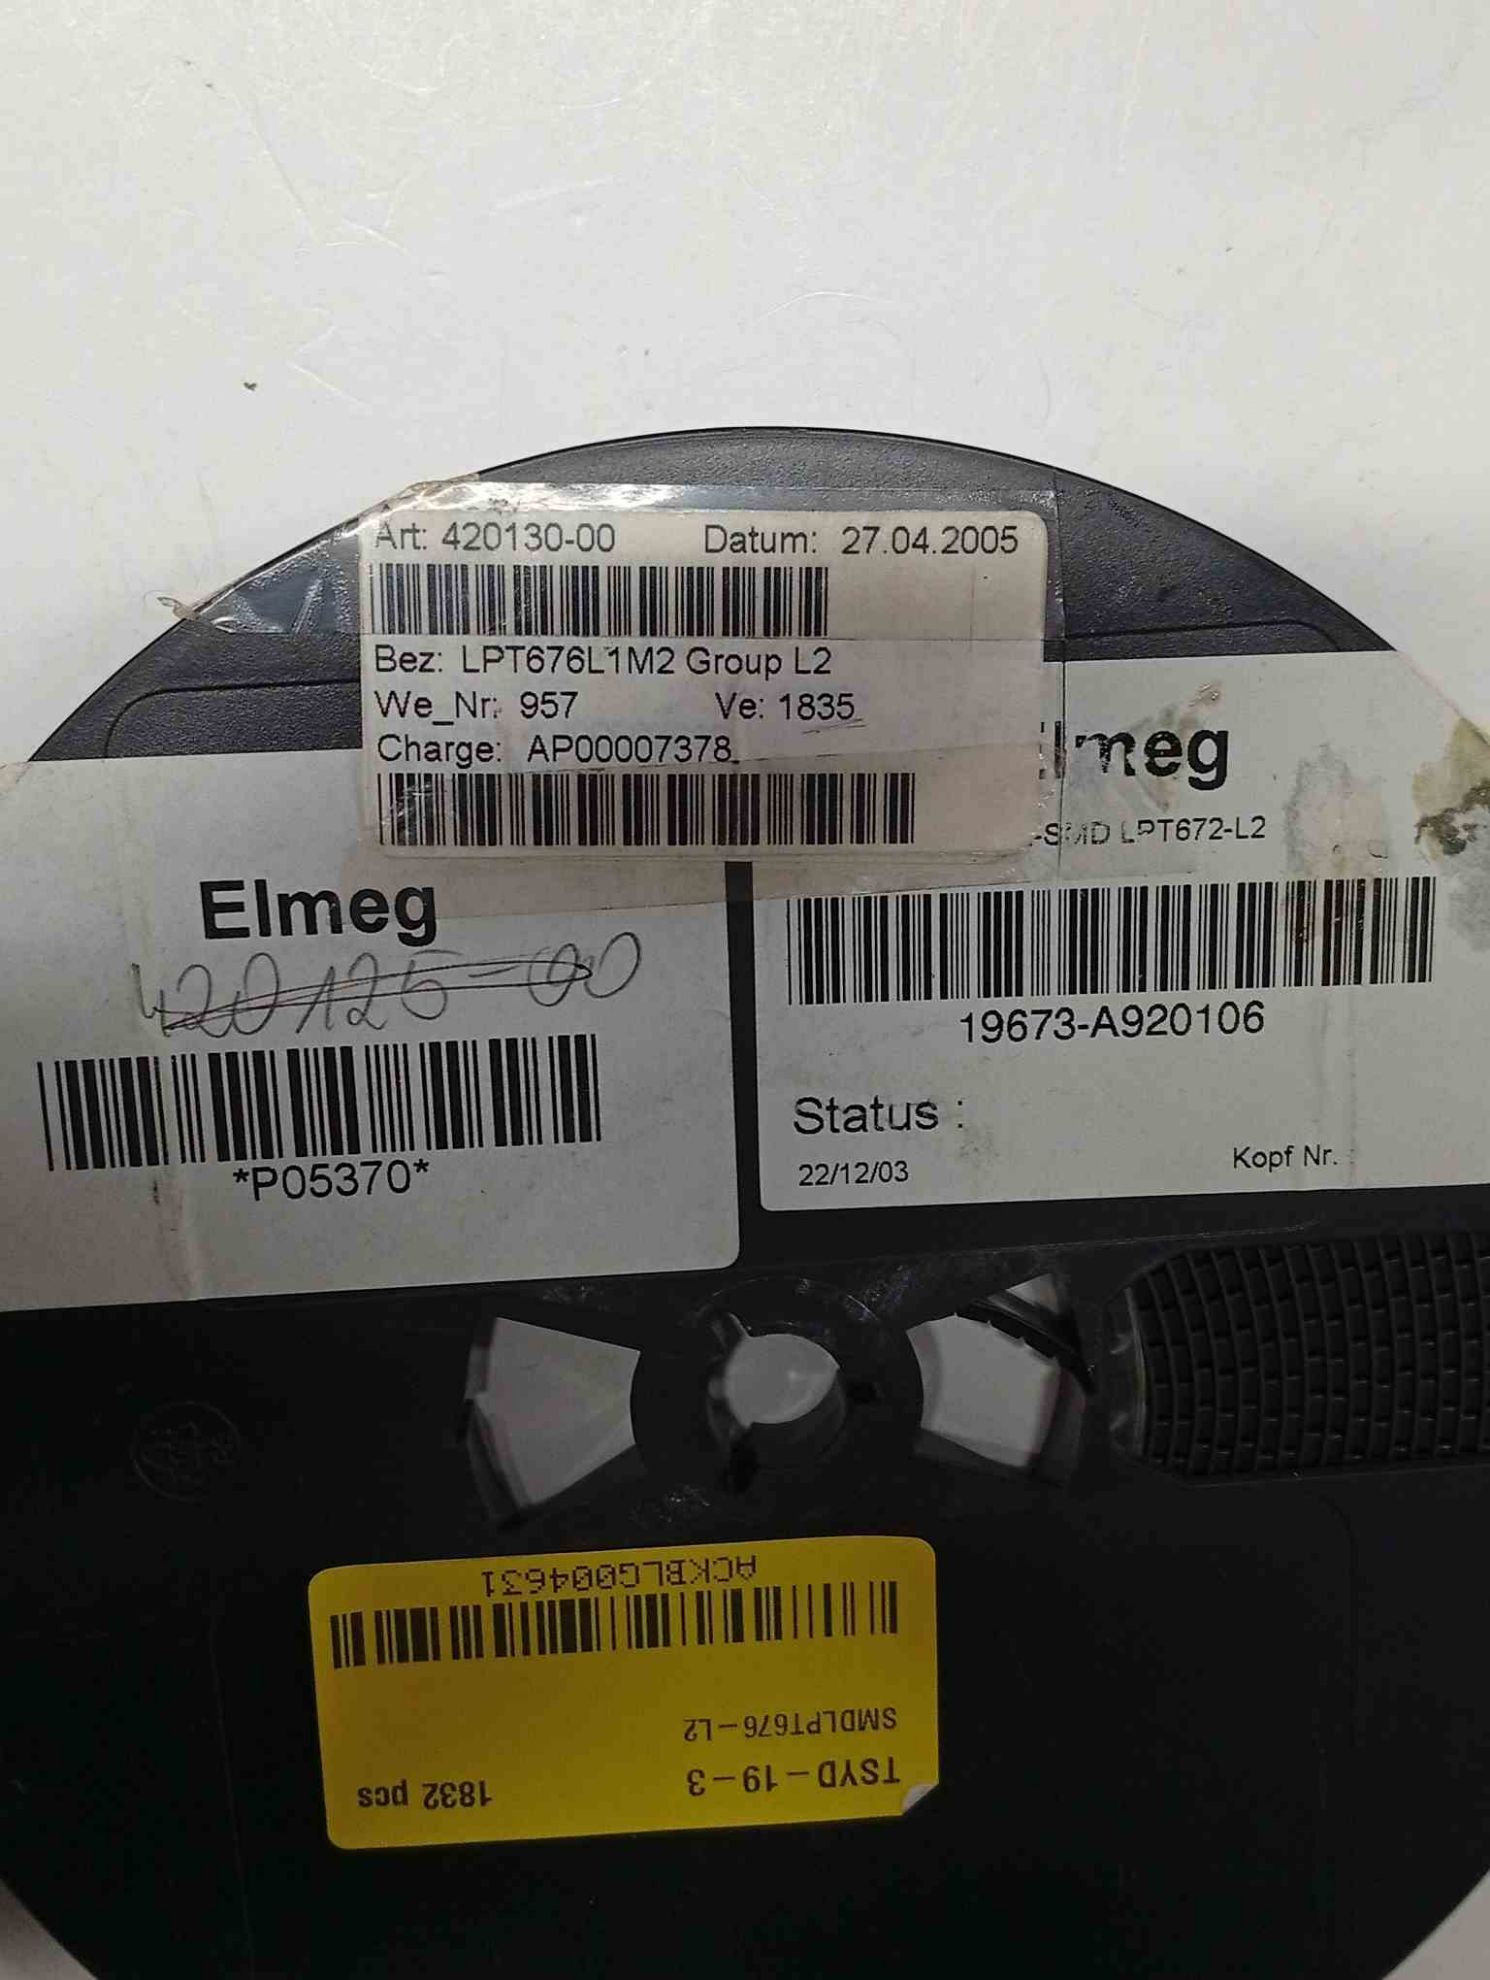 Art: 420130-00 Datum: 27.04.2005
Bez: LPT676L1M2 Group L2
We_Nr: 957 Ve: 1835
Charge: AP00007378
Elmeg
420125-00
*P05370*
Elmeg
-SMD LPT672-L2
19673-A920106
Status :
22/12/03 Kopf Nr. :
TSYD-19-3 1832 pcs
SMDLPT676-L2
ACKBLG004631